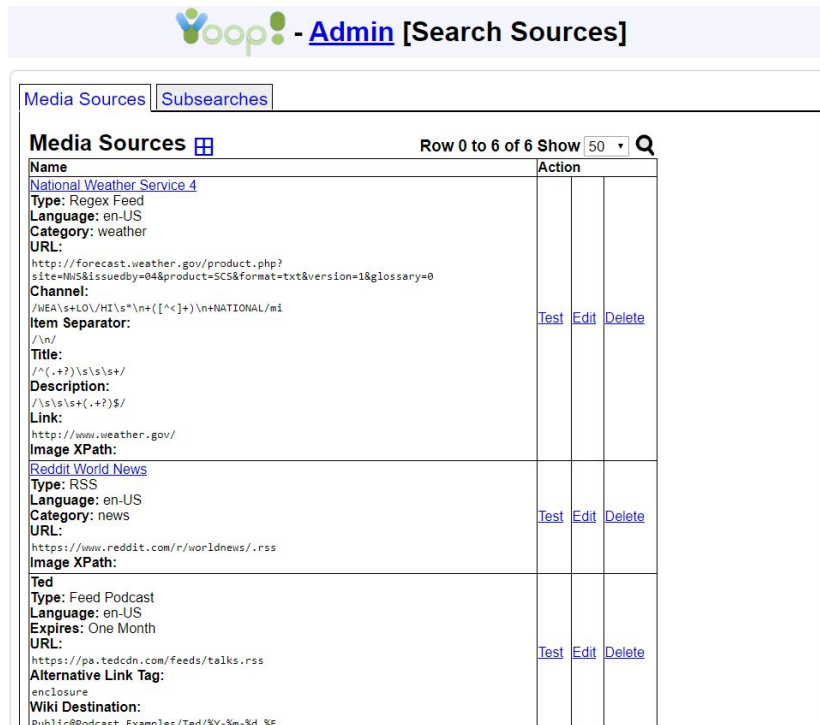 Yoop! - Admin [Search Sources]
Media Sources Subsearches
Media Sources Row 0 to 6 of 6 Show 50
Name Action
National Weather Service 4
Type: Regex Feed
Language: en-US
Category: weather
URL:
http://forecast.weather.gov/product.php?
site=NWS&issuedby=04&product=SCS&format=txt&version=1&glossary=0
Channel:
/WEA\s+LO\/HI\s*\n+([^<]+)\n+NATIONAL/mi
Item Separator:
/\n/
Title:
/^(.+?)\s\s\s+/
Description:
/\s\s\s+(.+?)$/
Link:
http://www.weather.gov/
Image XPath:
Test Edit Delete
Reddit World News
Type: RSS
Language: en-US
Category: news
URL:
https://www.reddit.com/r/worldnews/.rss
Image XPath:
Test Edit Delete
Ted
Type: Feed Podcast
Language: en-US
Expires: One Month
URL:
https://pa.tedcdn.com/feeds/talks.rss
Alternative Link Tag:
enclosure
Wiki Destination:
Public@Podcast Examples/Ted/%Y-%m-%d %F
Test Edit Delete